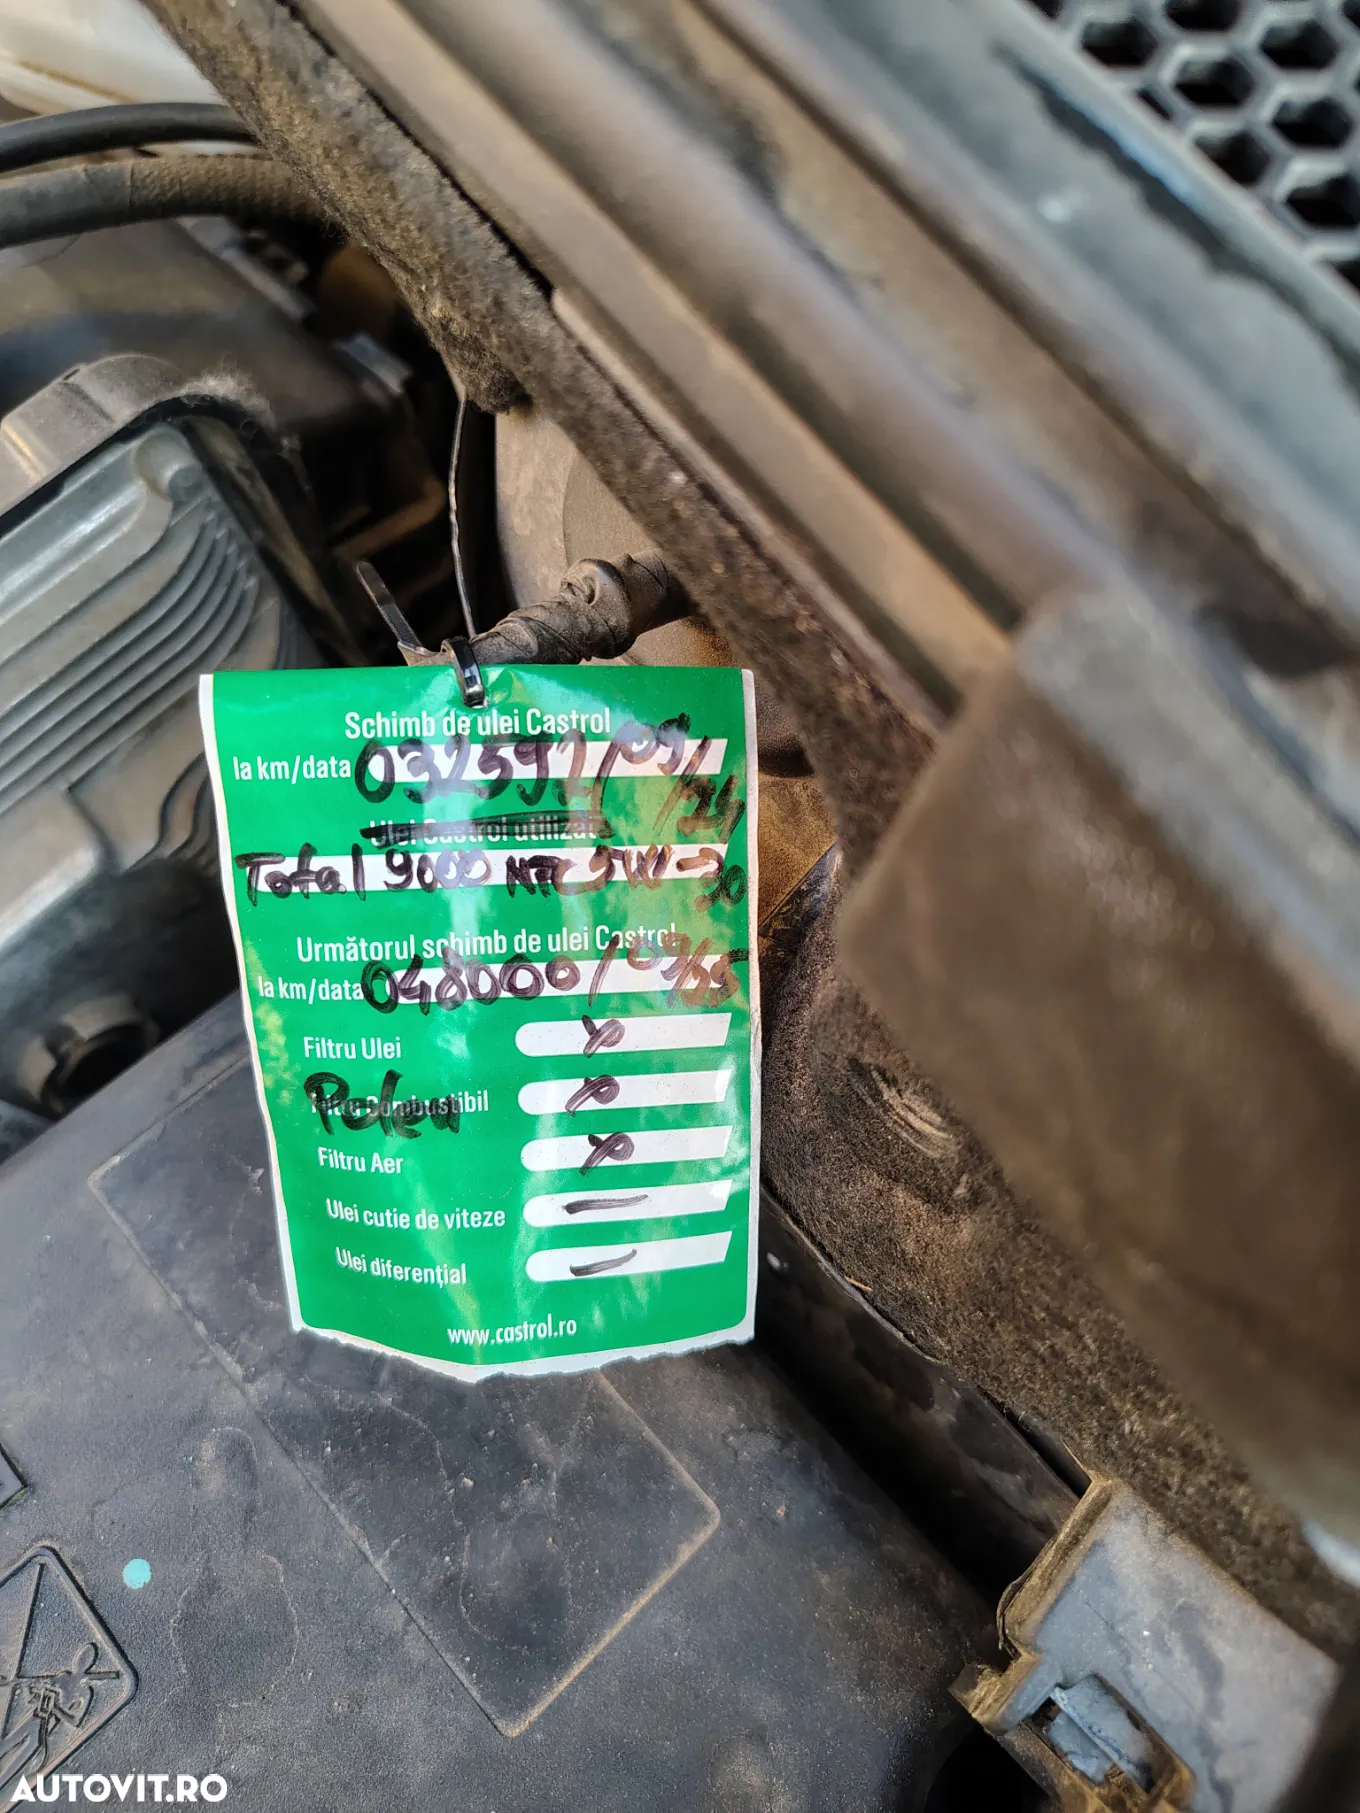 Schimb de ulei Castrol
la km/data 032592/09/24
Ulei Castrol utilizat
Total 9000 5W-30
Următorul schimb de ulei Castrol
la km/data 048000/09/25
Filtru Ulei x
Polen
Combustibil x
Filtru Aer x
Ulei cutie de viteze —
Ulei diferențial —
www.castrol.ro
AUTOVIT.RO